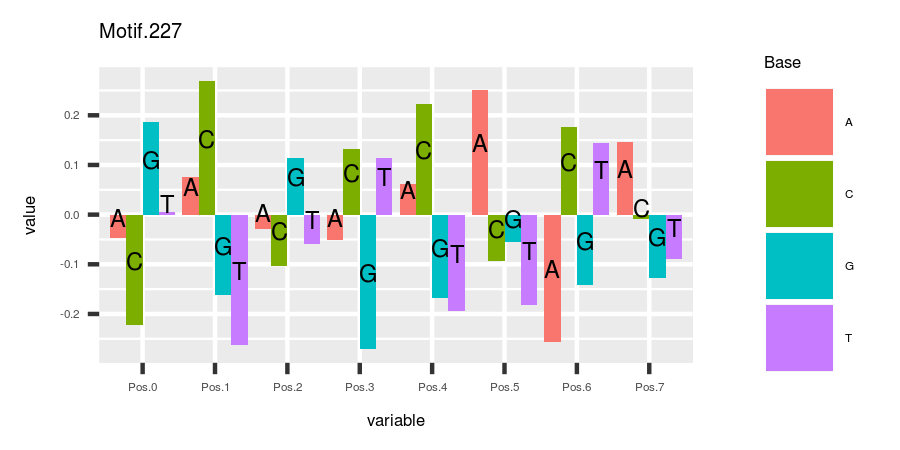 Motif.227
Base
A
C
G
T
value
0.2
0.1
0.0
-0.1
-0.2
A C G T A C G T A C G T A C G T A C G T A C G T A C G T A C G T
Pos.0 Pos.1 Pos.2 Pos.3 Pos.4 Pos.5 Pos.6 Pos.7
variable